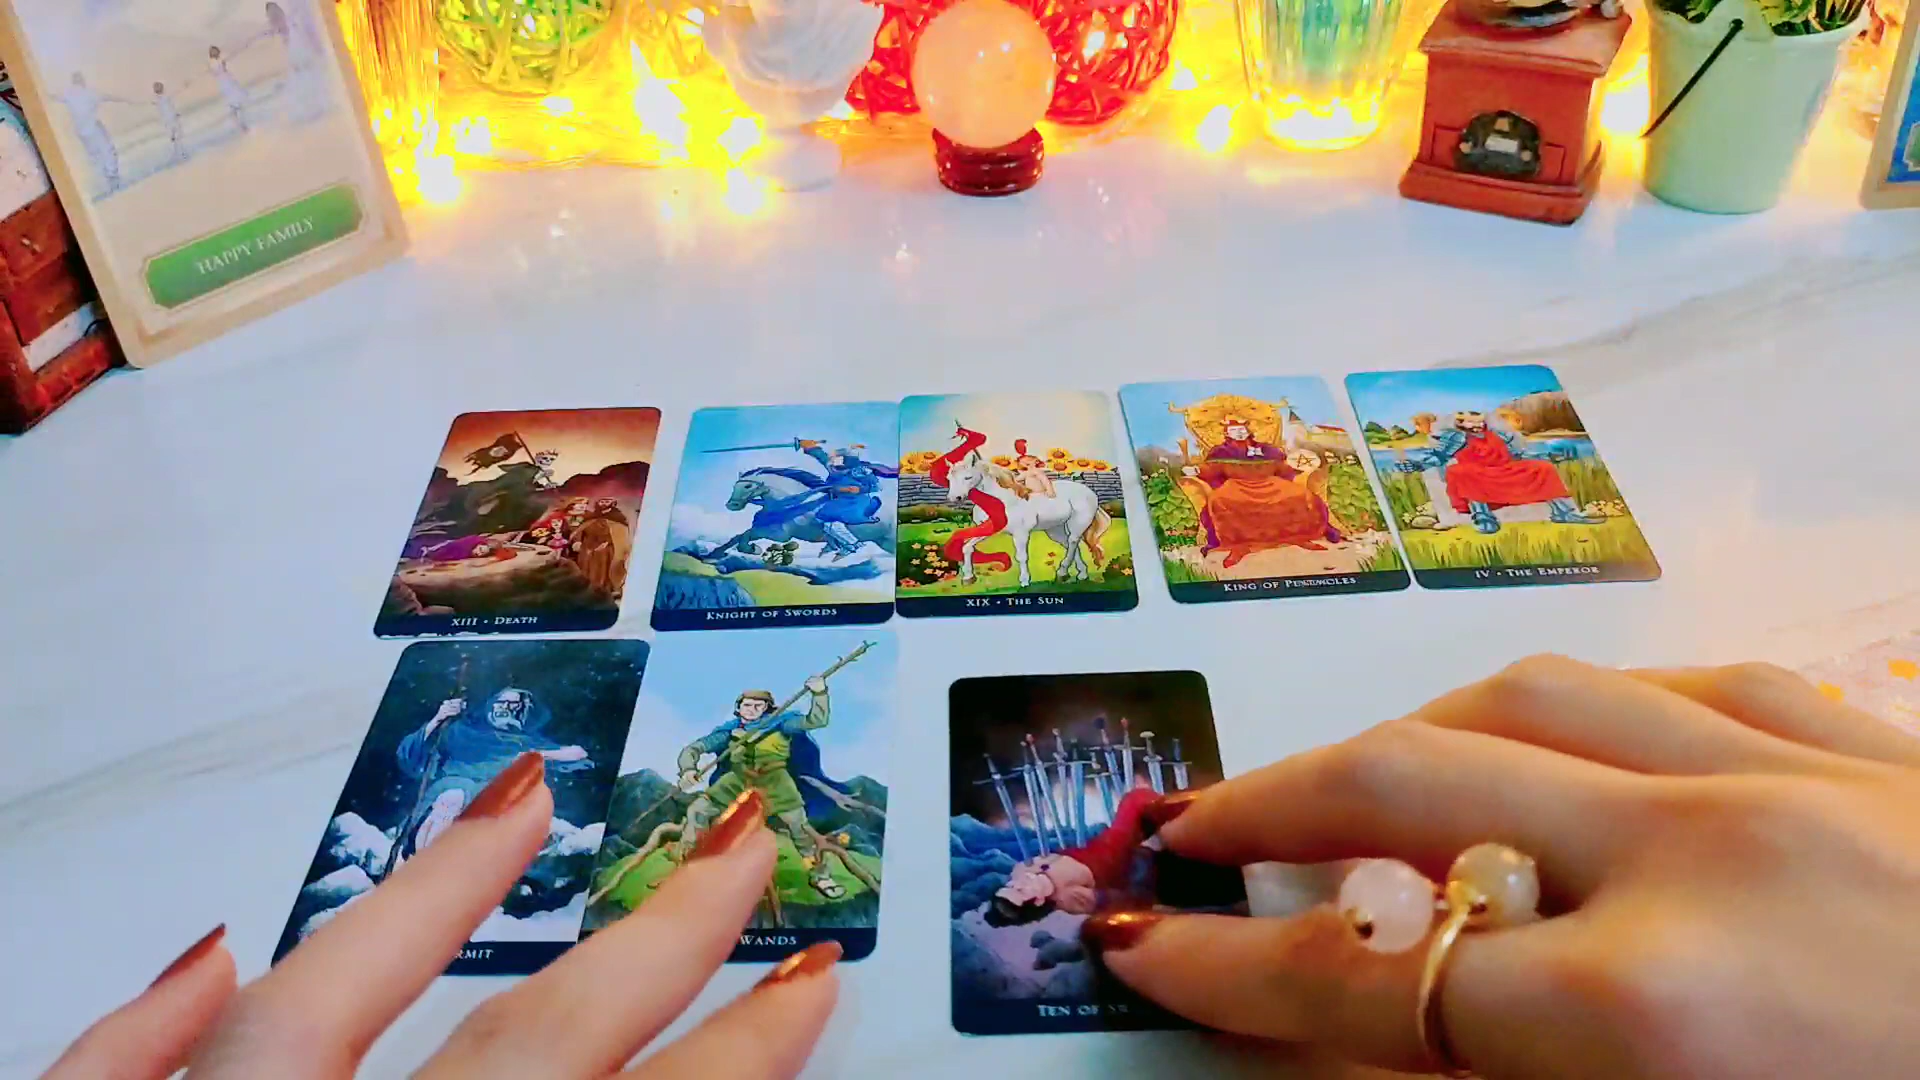 HAPPY FAMILY
XIII • DEATH
KNIGHT OF SWORDS
XIX • THE SUN
KING OF PENTACLES
IV • THE EMPEROR
RMIT
WANDS
TEN OF